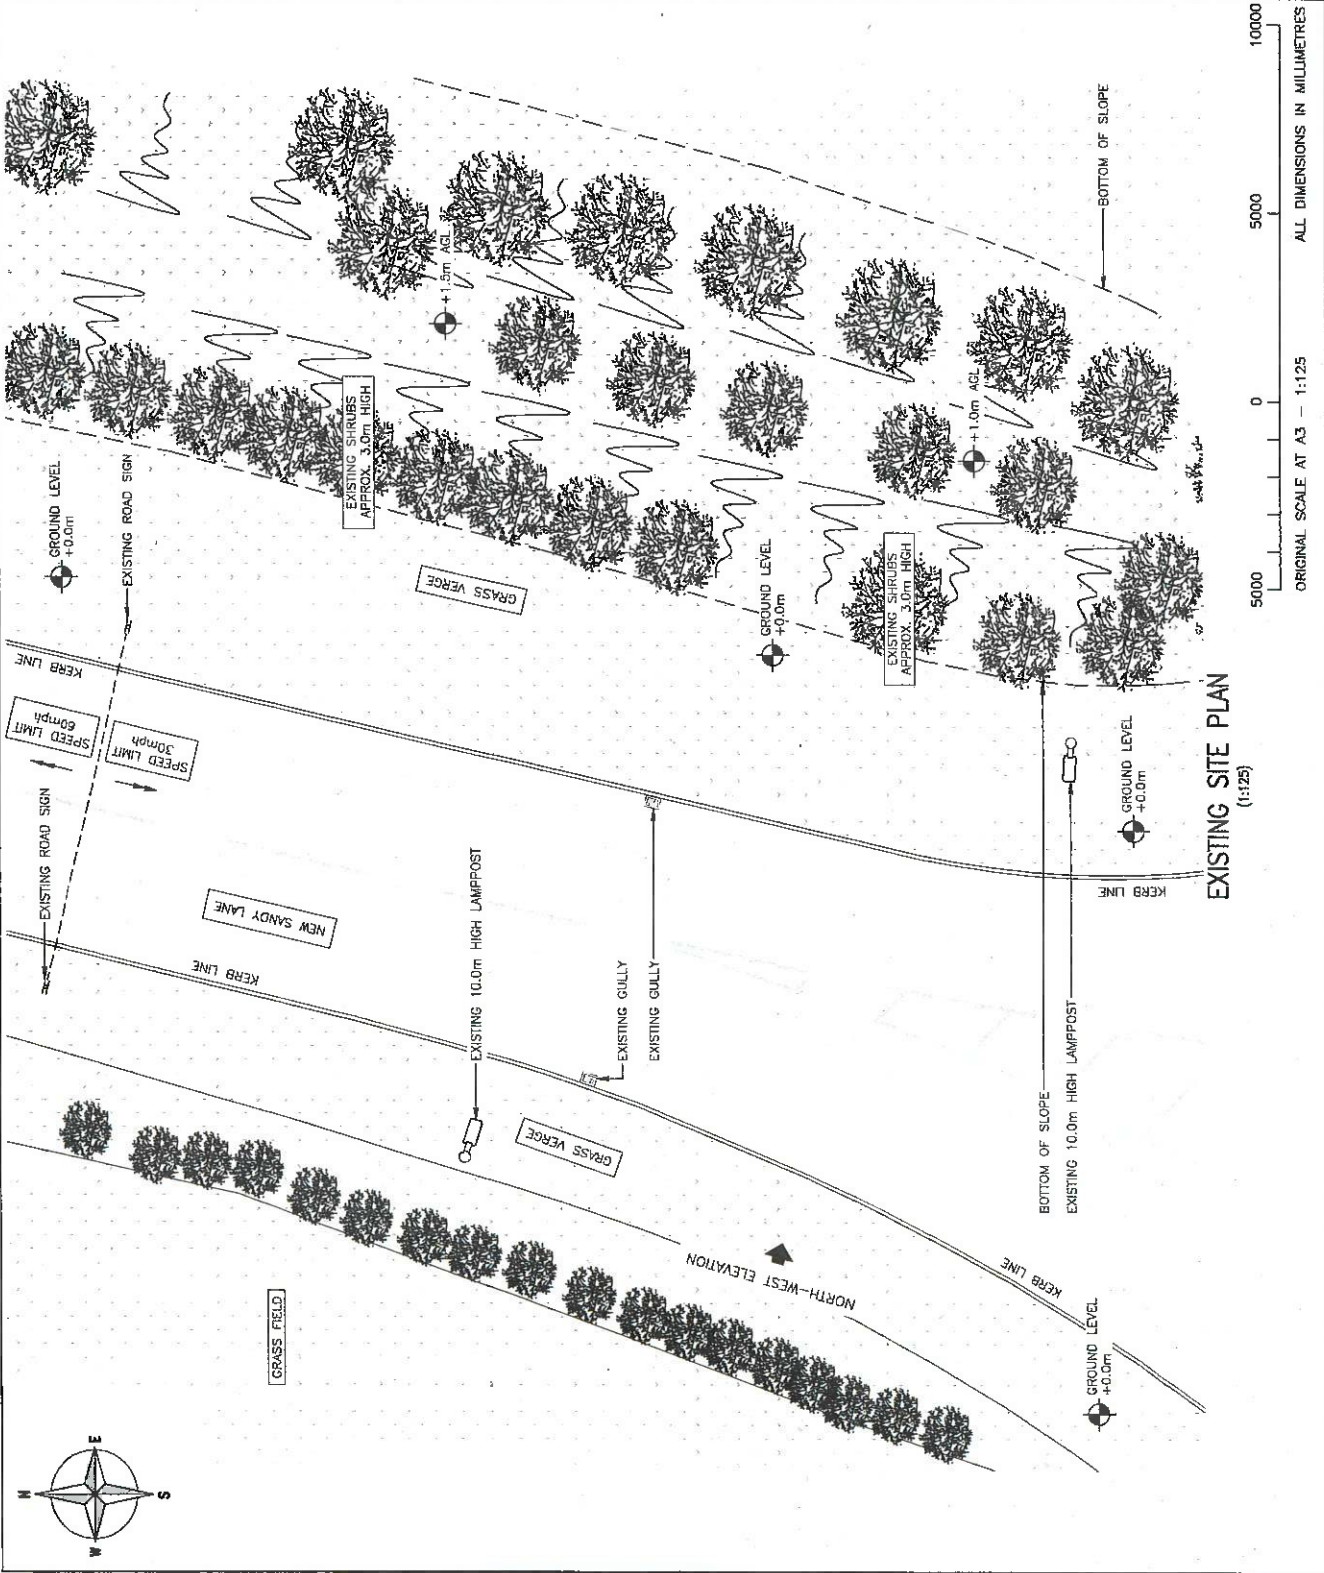 N
E
S
W
GRASS FIELD
EXISTING ROAD SIGN
SPEED LIMIT
60mph
SPEED LIMIT
30mph
KERB LINE
GROUND LEVEL
+0.0m
EXISTING ROAD SIGN
NEW SANDY LANE
KERB LINE
GRASS VERGE
EXISTING SHRUBS
APPROX. 3.0m HIGH
+1.5m AGL
EXISTING 10.0m HIGH LAMPPOST
GRASS VERGE
EXISTING GULLY
EXISTING GULLY
GROUND LEVEL
+0.0m
NORTH-WEST ELEVATION
EXISTING SHRUBS
APPROX. 3.0m HIGH
+1.0m AGL
BOTTOM OF SLOPE
KERB LINE
BOTTOM OF SLOPE
EXISTING 10.0m HIGH LAMPPOST
GROUND LEVEL
+0.0m
KERB LINE
GROUND LEVEL
+0.0m
EXISTING SITE PLAN
(1:125)
5000
0
5000
10000
ORIGINAL SCALE AT A3 - 1:125
ALL DIMENSIONS IN MILLIMETRES